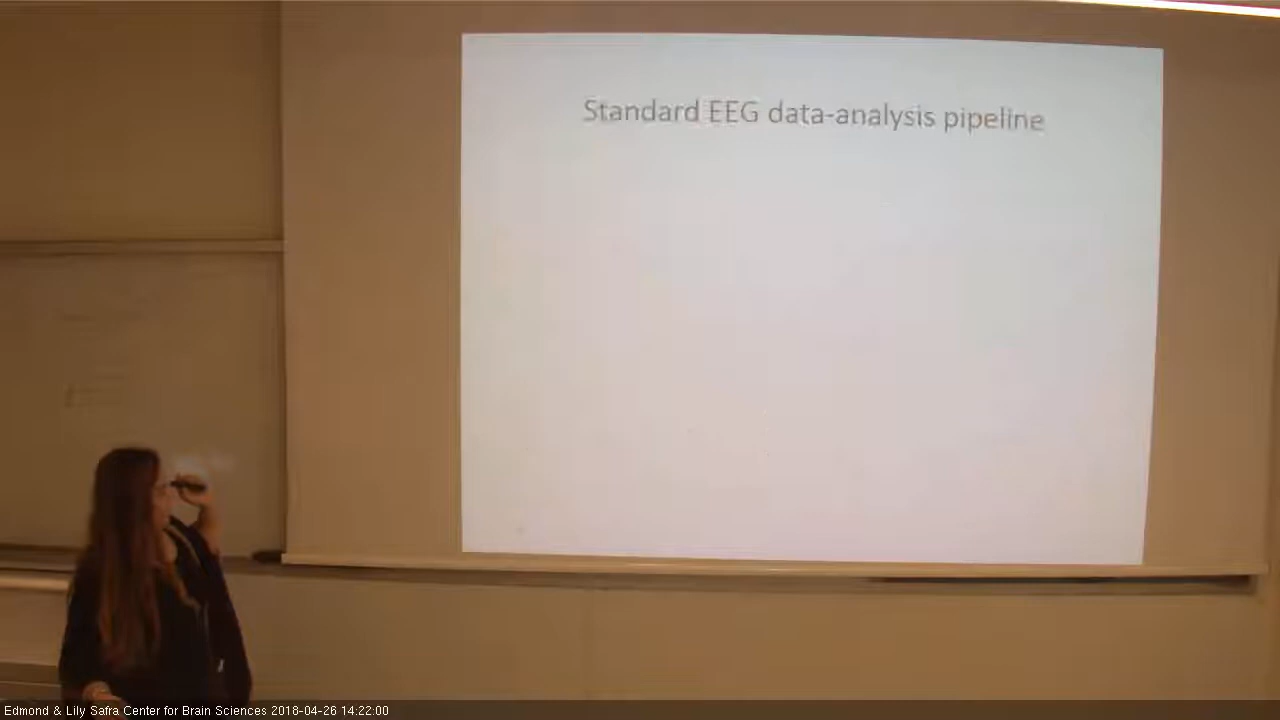 Standard EEG data-analysis pipeline
Edmond & Lily Safra Center for Brain Sciences 2018-04-26 14:22:00